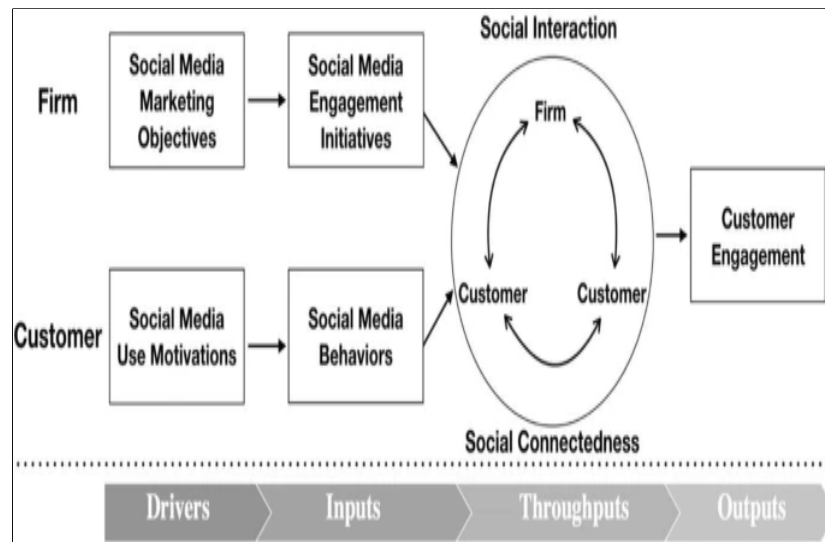 Social Interaction
Firm
Social Media
Marketing
Objectives
Social Media
Engagement
Initiatives
Firm
Customer
Customer
Customer
Engagement
Customer
Social Media
Use Motivations
Social Media
Behaviors
Social Connectedness
Drivers
Inputs
Throughputs
Outputs